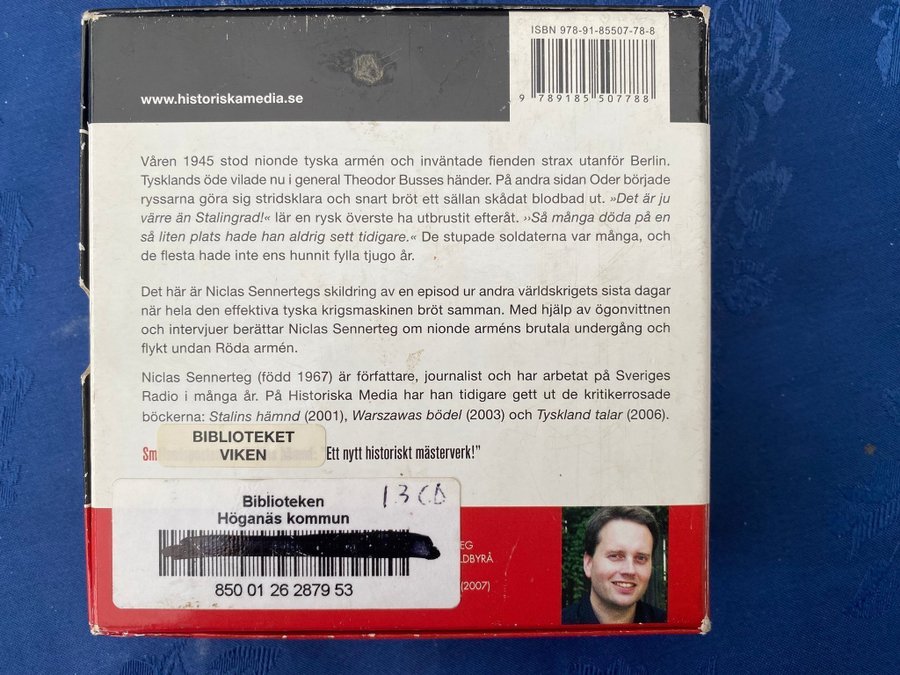 ISBN 978-91-85507-78-8
9 789185 507788
www.historiskamedia.se
Våren 1945 stod nionde tyska armén och inväntade fienden strax utanför Berlin.
Tysklands öde vilade nu i general Theodor Busses händer. På andra sidan Oder började
ryssarna göra sig stridsklara och snart bröt ett sällan skådat blodbad ut. »Det är ju
värre än Stalingrad!« lär en rysk överste ha utbrustit efteråt. ››Så många döda på en
så liten plats hade han aldrig sett tidigare.« De stupade soldaterna var många, och
de flesta hade inte ens hunnit fylla tjugo år.
Det här är Niclas Sennertegs skildring av en episod ur andra världskrigets sista dagar
när hela den effektiva tyska krigsmaskinen bröt samman. Med hjälp av ögonvittnen
och intervjuer berättar Niclas Sennerteg om nionde arméns brutala undergång och
flykt undan Röda armén.
Niclas Sennerteg (född 1967) är författare, journalist och har arbetat på Sveriges
Radio i många år. På Historiska Media har han tidigare gett ut de kritikerrosade
böckerna: Stalins hämnd (2001), Warszawas bödel (2003) och Tyskland talar (2006).
BIBLIOTEKET
VIKEN
Sm "Ett nytt historiskt mästerverk!"
Biblioteken 13 CD
Höganäs kommun
850 01 26 2879 53
EG
LDBYRÅ
(2007)